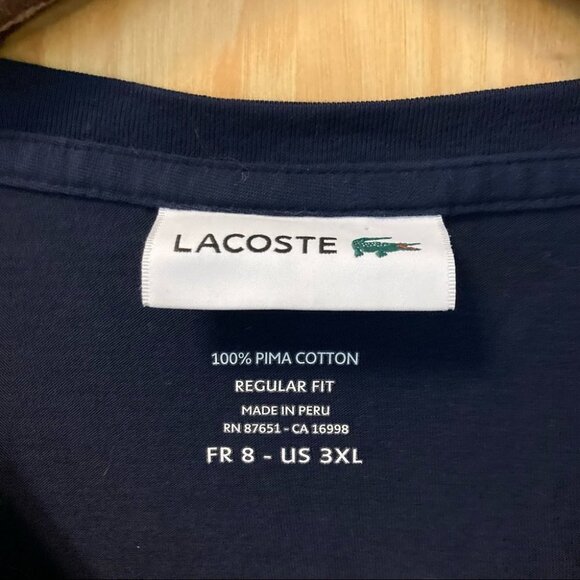 LACOSTE
100% PIMA COTTON
REGULAR FIT
MADE IN PERU
RN 87651 - CA 16998
FR 8 - US 3XL